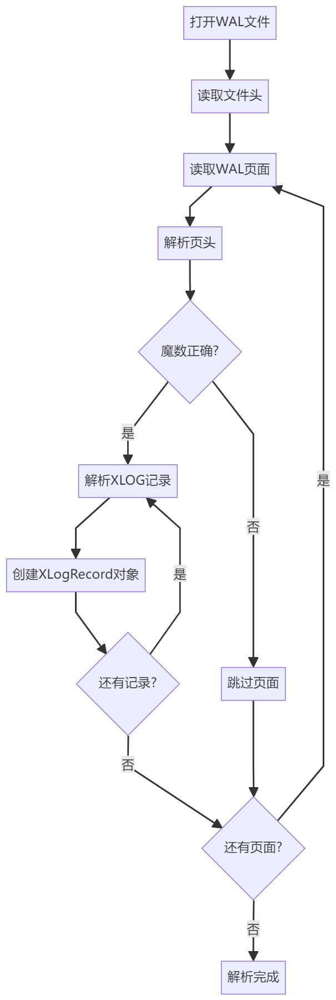 打开WAL文件
读取文件头
读取WAL页面
解析页头
魔数正确?
是
解析XLOG记录
是
否
创建XLogRecord对象
是
还有记录?
跳过页面
否
还有页面?
否
解析完成